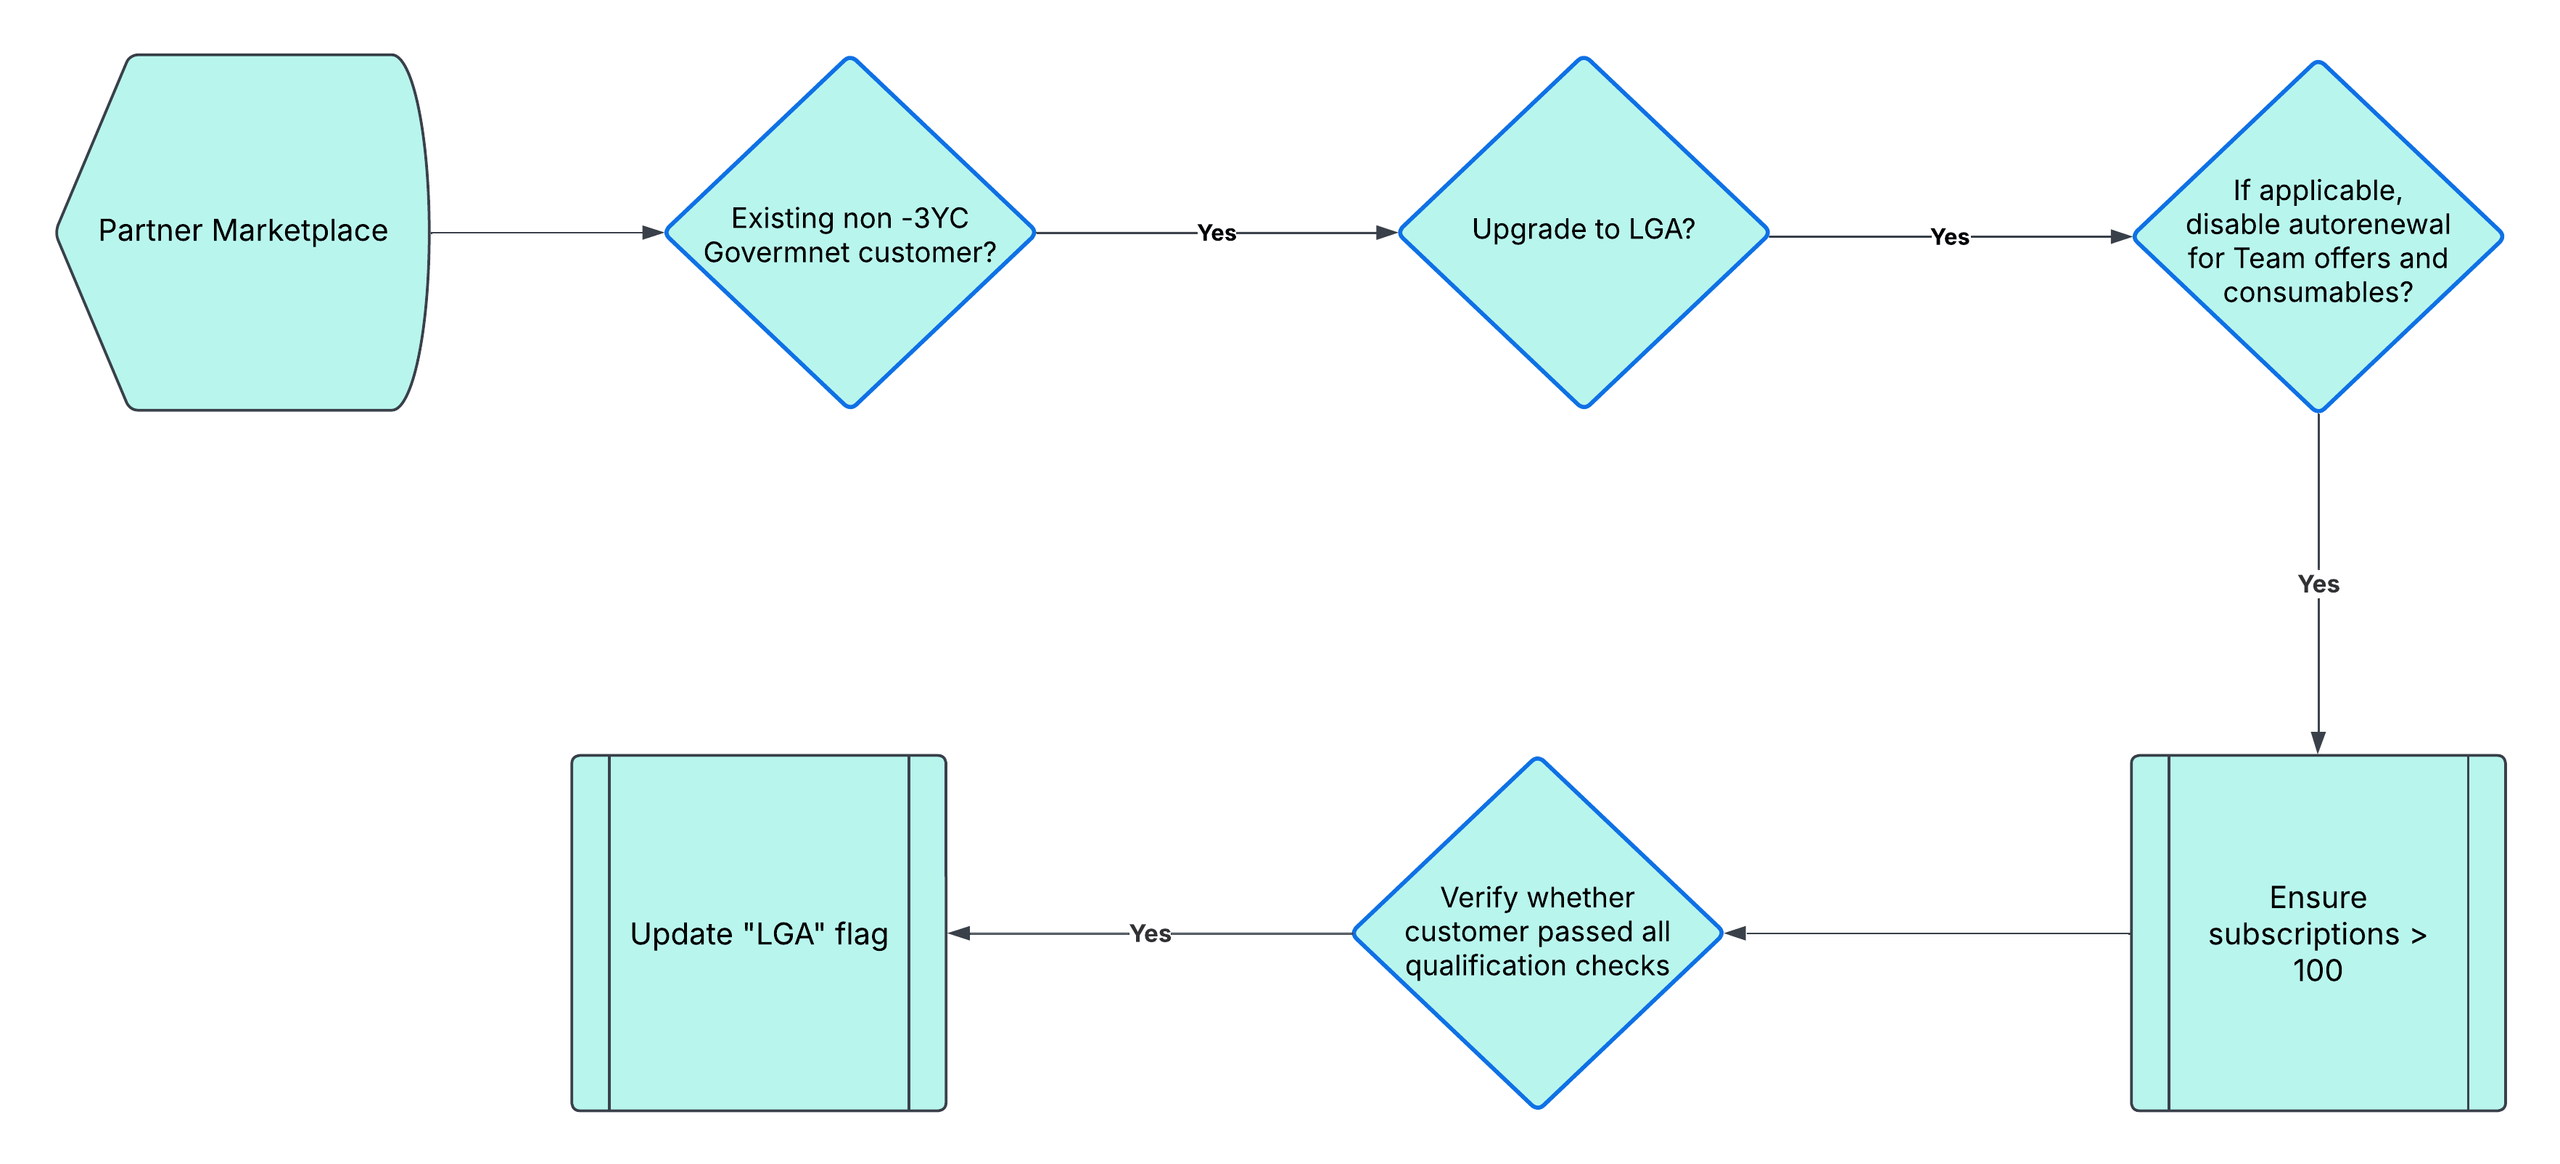 Partner Marketplace
Existing non -3YC
Govermnet customer?
Yes
Upgrade to LGA?
Yes
If applicable,
disable autorenewal
for Team offers and
consumables?
Yes
Ensure
subscriptions >
100
Verify whether
customer passed all
qualification checks
Yes
Update "LGA" flag